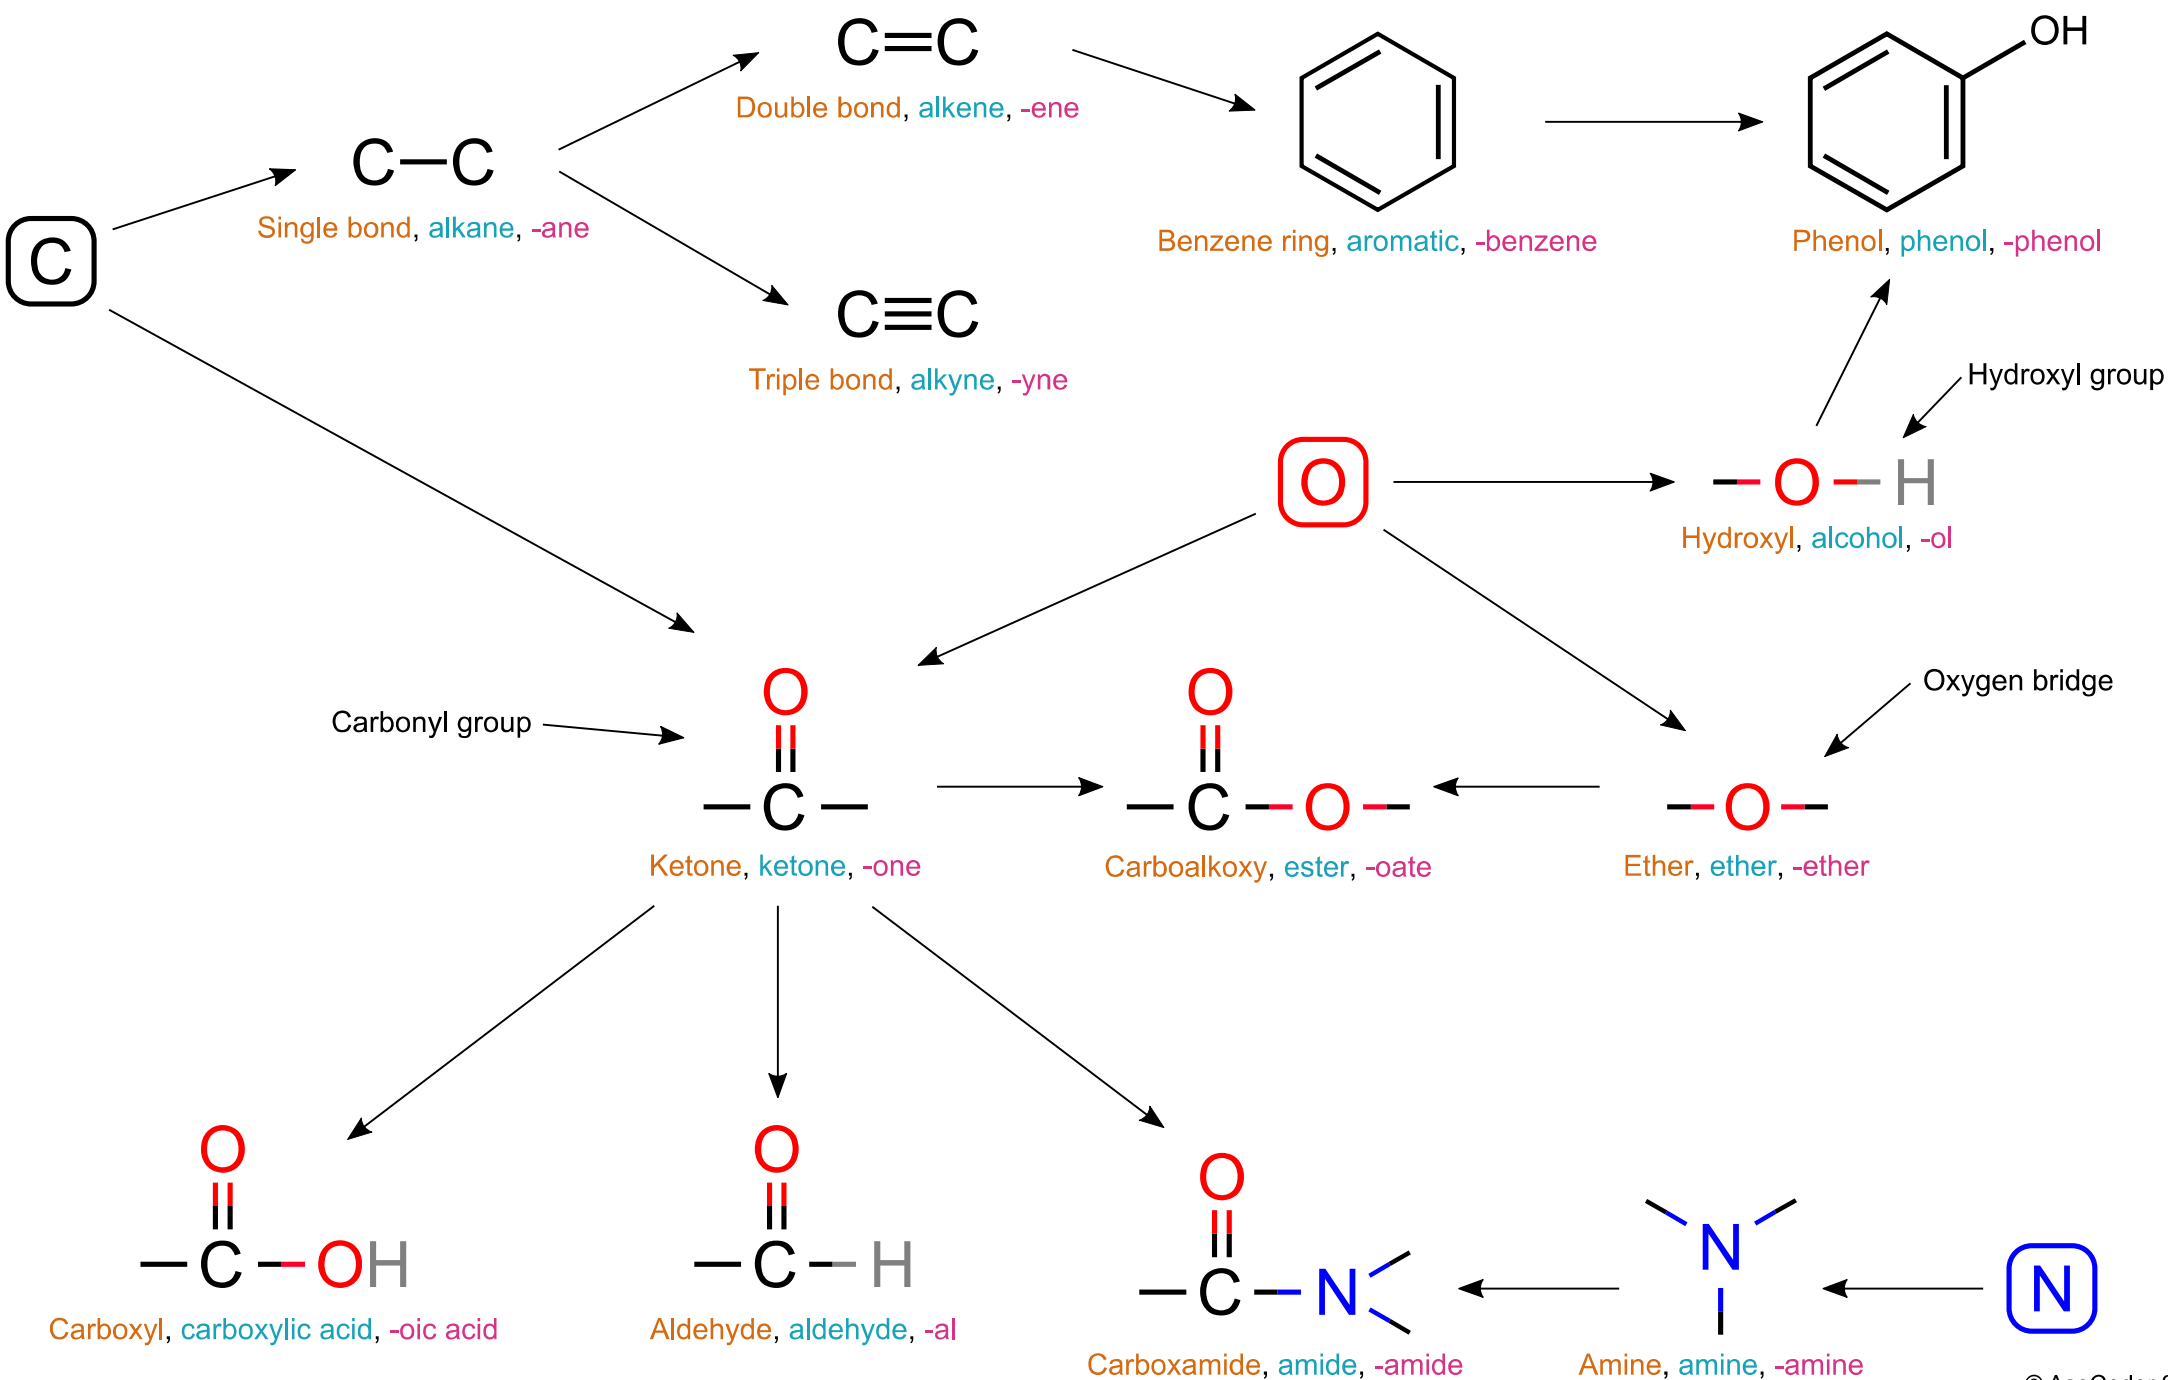 C=C
OH
Double bond, alkene, -ene
C−C
Single bond, alkane, -ane
Benzene ring, aromatic, -benzene
Phenol, phenol, -phenol
C
C≡C
Triple bond, alkyne, -yne
Hydroxyl group
O
O H
Hydroxyl, alcohol, -ol
Carbonyl group
O
C
Ketone, ketone, -one
O
C O
Carboalkoxy, ester, -oate
Oxygen bridge
O
Ether, ether, -ether
O
C OH
Carboxyl, carboxylic acid, -oic acid
O
C H
Aldehyde, aldehyde, -al
O
C N
Carboxamide, amide, -amide
N
Amine, amine, -amine
N